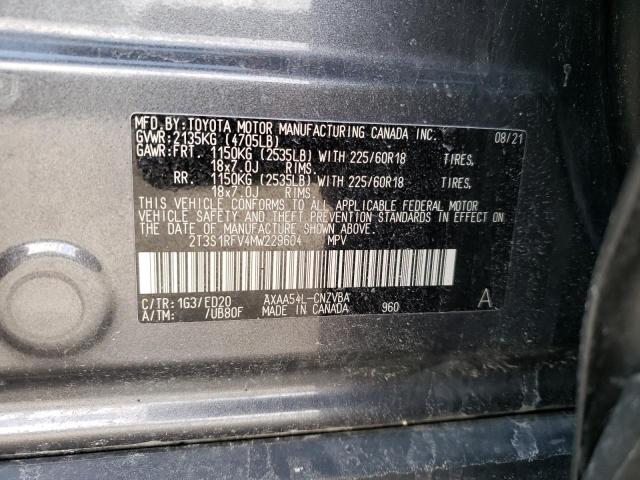 MFD.BY:TOYOTA MOTOR MANUFACTURING CANADA INC. 08/21
GVWR:2135KG (4705LB)
GAWR:FRT. 1150KG (2535LB) WITH 225/60R18 TIRES,
18x7.0J RIMS.
RR. 1150KG (2535LB) WITH 225/60R18 TIRES,
18x7.0J RIMS.
THIS VEHICLE CONFORMS TO ALL APPLICABLE FEDERAL MOTOR
VEHICLE SAFETY AND THEFT PREVENTION STANDARDS IN EFFECT ON
THE DATE OF MANUFACTURE SHOWN ABOVE.
2T3S1RFV4MW229604 MPV
C/TR: 1G3/ED20 AXAA54L-CNZVBA
A/TM: /UB80F MADE IN CANADA 960 A